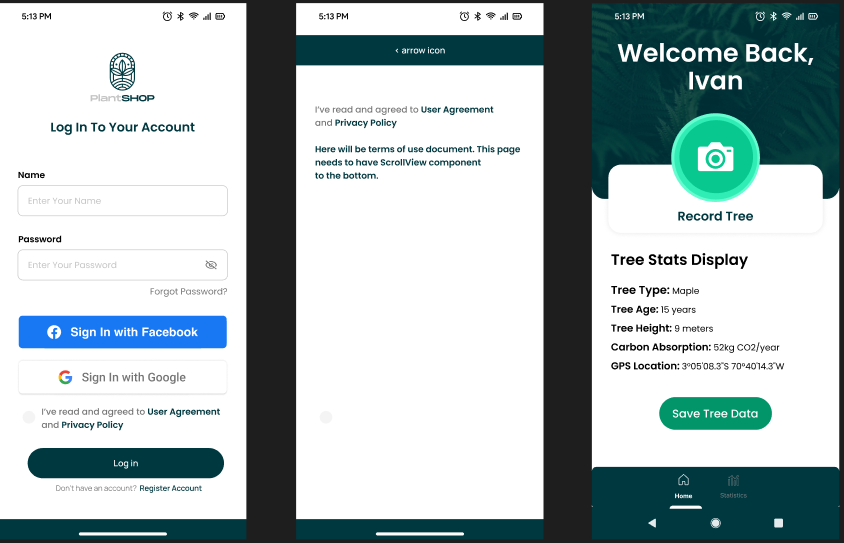 5:13 PM
PlantSHOP
Log In To Your Account
Name
Enter Your Name
Password
Enter Your Password
Forgot Password?
Sign In with Facebook
Sign In with Google
I've read and agreed to User Agreement
and Privacy Policy
Log in
Don't have an account? Register Account
5:13 PM
< arrow icon
I've read and agreed to User Agreement
and Privacy Policy
Here will be terms of use document. This page
needs to have ScrollView component
to the bottom.
5:13 PM
Welcome Back,
Ivan
Record Tree
Tree Stats Display
Tree Type: Maple
Tree Age: 15 years
Tree Height: 9 meters
Carbon Absorption: 52kg CO2/year
GPS Location: 3°05'08.3"S 70°40'14.3"W
Save Tree Data
Home
Statistics